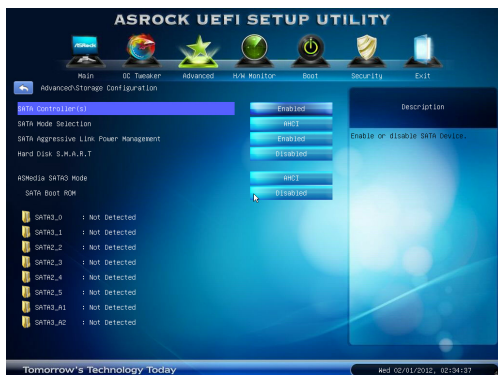 ASROCK UEFI SETUP UTILITY
ASRock
Main OC Tweaker Advanced H/W Monitor Boot Security Exit
Advanced\Storage Configuration
SATA Controller(s) Enabled
Description
SATA Mode Selection AHCI
SATA Aggressive Link Power Management Enabled
Enable or disable SATA Device.
Hard Disk S.M.A.R.T Disabled
ASMedia SATA3 Mode AHCI
SATA Boot ROM Disabled
SATA3_0 : Not Detected
SATA3_1 : Not Detected
SATA2_2 : Not Detected
SATA2_3 : Not Detected
SATA2_4 : Not Detected
SATA2_5 : Not Detected
SATA3_A1 : Not Detected
SATA3_A2 : Not Detected
Tomorrow's Technology Today
Wed 02/01/2012, 02:34:37